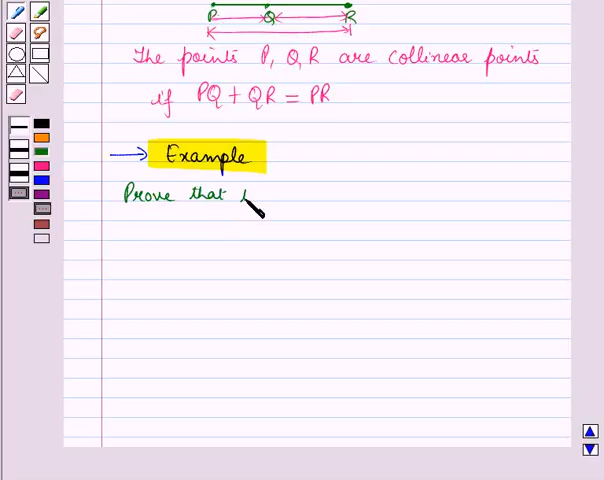 P Q R
The points P, Q, R are collinear points
if PQ + QR = PR
→ Example
Prove that